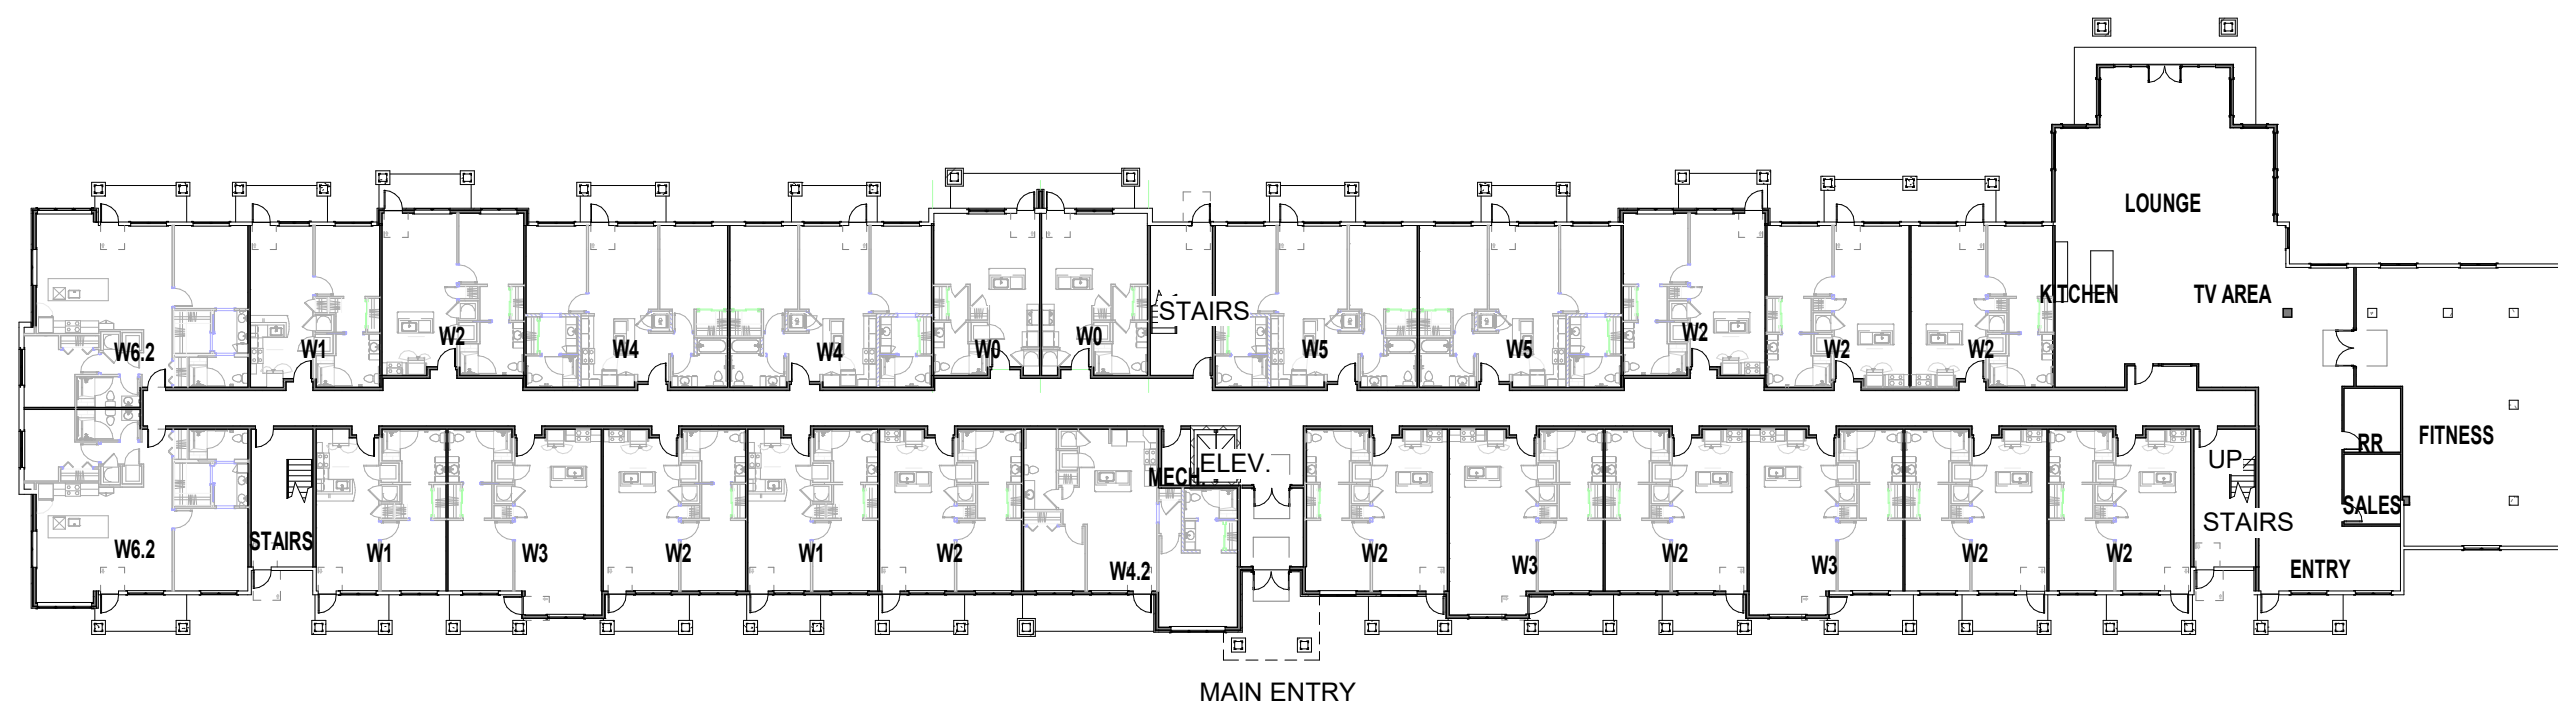 LOUNGE
KITCHEN
TV AREA
STAIRS
W6.2
W1
W2
W4
W4
W0
W0
W5
W5
W2
W2
W2
RR
FITNESS
MECH.
ELEV.
UP
SALES
STAIRS
STAIRS
W6.2
W1
W3
W2
W1
W2
W4.2
W2
W3
W2
W3
W2
W2
ENTRY
MAIN ENTRY